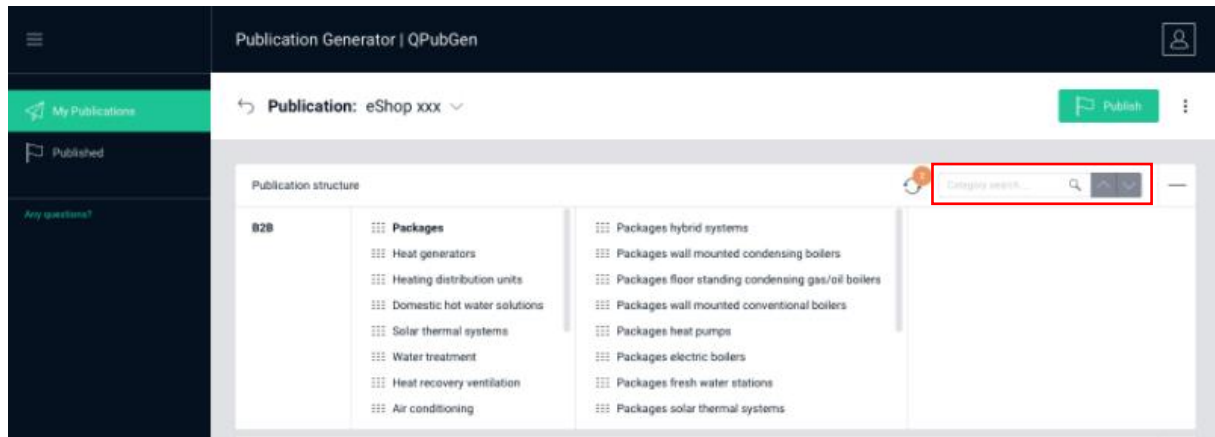 Publication Generator | QPubGen
My Publications
Publication: eShop xxx
Publish
Published
Publication structure
Category search...
Any questions?
B2B
Packages
Packages hybrid systems
Heat generators
Packages wall mounted condensing boilers
Heating distribution units
Packages floor standing condensing gas/oil boilers
Domestic hot water solutions
Packages wall mounted conventional boilers
Solar thermal systems
Packages heat pumps
Water treatment
Packages electric boilers
Heat recovery ventilation
Packages fresh water stations
Air conditioning
Packages solar thermal systems